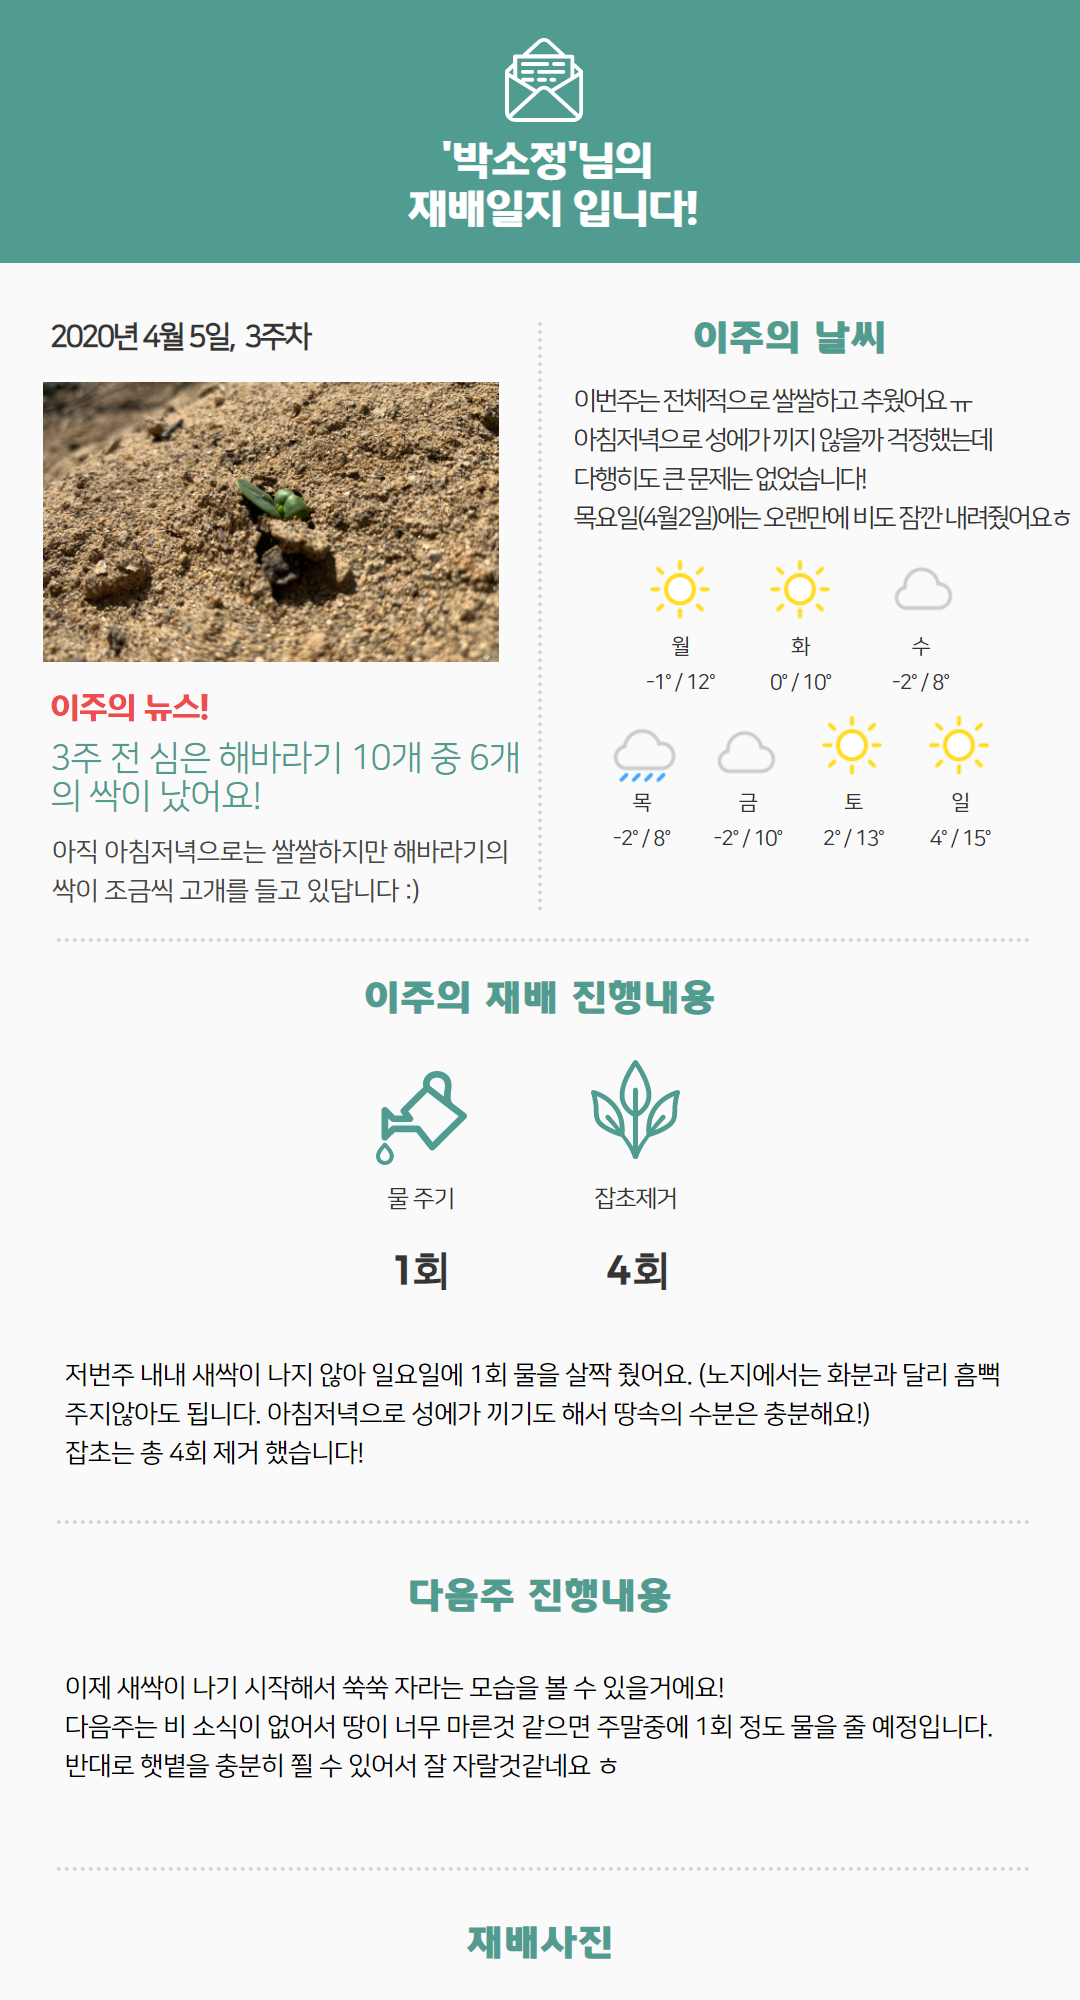 '박소정'님의
재배일지 입니다!
2020년 4월 5일, 3주차
이주의 뉴스!
3주 전 심은 해바라기 10개 중 6개
의 싹이 났어요!
아직 아침저녁으로는 쌀쌀하지만 해바라기의
싹이 조금씩 고개를 들고 있답니다 :)
이주의 날씨
이번주는 전체적으로 쌀쌀하고 추웠어요 ㅠ
아침저녁으로 성에가 끼지 않을까 걱정했는데
다행히도 큰 문제는 없었습니다!
목요일(4월2일)에는 오랜만에 비도 잠깐 내려줬어요ㅎ
월 화 수
-1° / 12° 0° / 10° -2° / 8°
목 금 토 일
-2° / 8° -2° / 10° 2° / 13° 4° / 15°
이주의 재배 진행내용
물 주기 잡초제거
1회 4회
저번주 내내 새싹이 나지 않아 일요일에 1회 물을 살짝 줬어요. (노지에서는 화분과 달리 흠뻑
주지않아도 됩니다. 아침저녁으로 성에가 끼기도 해서 땅속의 수분은 충분해요!)
잡초는 총 4회 제거 했습니다!
다음주 진행내용
이제 새싹이 나기 시작해서 쑥쑥 자라는 모습을 볼 수 있을거에요!
다음주는 비 소식이 없어서 땅이 너무 마른것 같으면 주말중에 1회 정도 물을 줄 예정입니다.
반대로 햇볕을 충분히 쬘 수 있어서 잘 자랄것같네요 ㅎ
재배사진